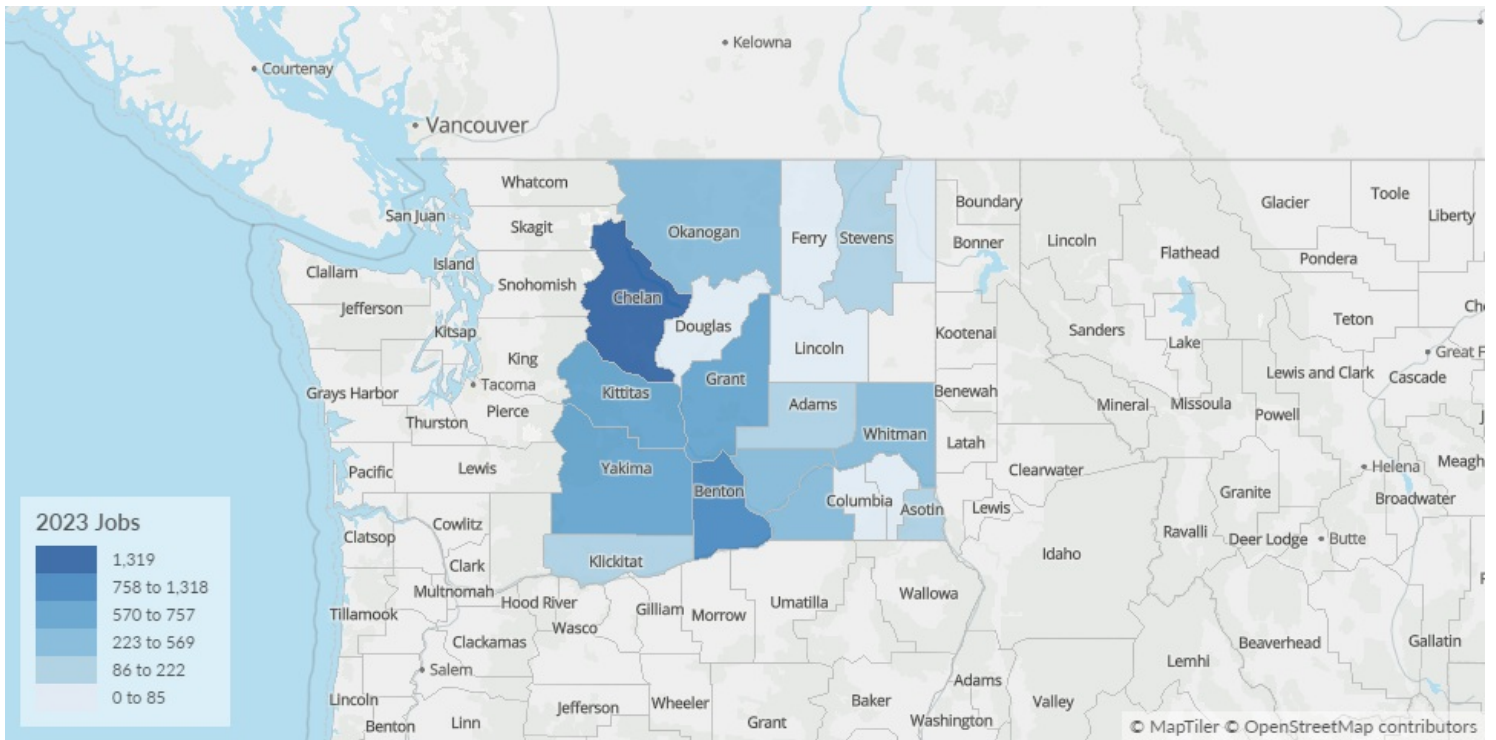 Kelowna
Courtenay
Vancouver
Whatcom
San Juan
Skagit
Okanogan
Ferry
Stevens
Boundary
Glacier
Toole
Liberty
Bonner
Lincoln
Flathead
Pondera
Island
Clallam
Snohomish
Jefferson
Chelan
Douglas
Kitsap
Kootenai
Sanders
Lake
Teton
Lincoln
King
Great F
Tacoma
Grays Harbor
Kittitas
Grant
Benewah
Lewis and Clark
Cascade
Pierce
Thurston
Adams
Mineral
Missoula
Powell
Whitman
Latah
Pacific
Lewis
Yakima
Clearwater
Helena
Meagh
Benton
Columbia
Asotin
Lewis
Granite
Broadwater
Cowlitz
Clatsop
Ravalli
Deer Lodge
Butte
Clark
Klickitat
Idaho
Multnomah
Hood River
Tillamook
Gilliam
Morrow
Umatilla
Wallowa
Wasco
Clackamas
Beaverhead
Gallatin
Salem
Lemhi
Lincoln
Jefferson
Wheeler
Baker
Adams
Valley
Benton
Linn
Grant
Washington
2023 Jobs
1,319
758 to 1,318
570 to 757
223 to 569
86 to 222
0 to 85
© MapTiler © OpenStreetMap contributors